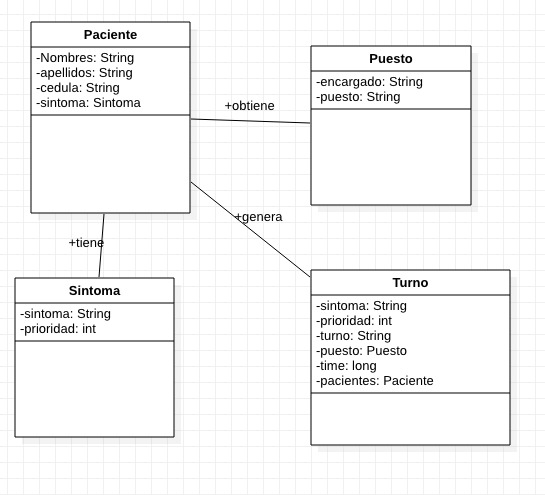 Paciente
-Nombres: String
-apellidos: String
-cedula: String
-sintoma: Sintoma
+obtiene
Puesto
-encargado: String
-puesto: String
+tiene
+genera
Sintoma
-sintoma: String
-prioridad: int
Turno
-sintoma: String
-prioridad: int
-turno: String
-puesto: Puesto
-time: long
-pacientes: Paciente